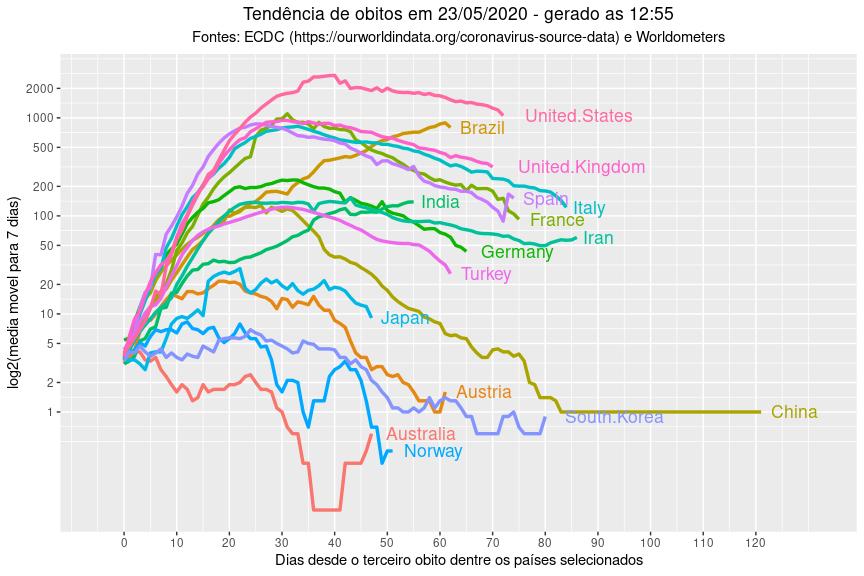 Tendência de obitos em 23/05/2020 - gerado as 12:55
Fontes: ECDC (https://ourworldindata.org/coronavirus-source-data) e Worldometers
log2(media movel para 7 dias)
2000
1000
500
200
100
50
20
10
5
2
1
United.States
Brazil
United.Kingdom
Spain
India
Italy
France
Iran
Germany
Turkey
Japan
Austria
China
South.Korea
Australia
Norway
0 10 20 30 40 50 60 70 80 90 100 110 120
Dias desde o terceiro obito dentre os países selecionados